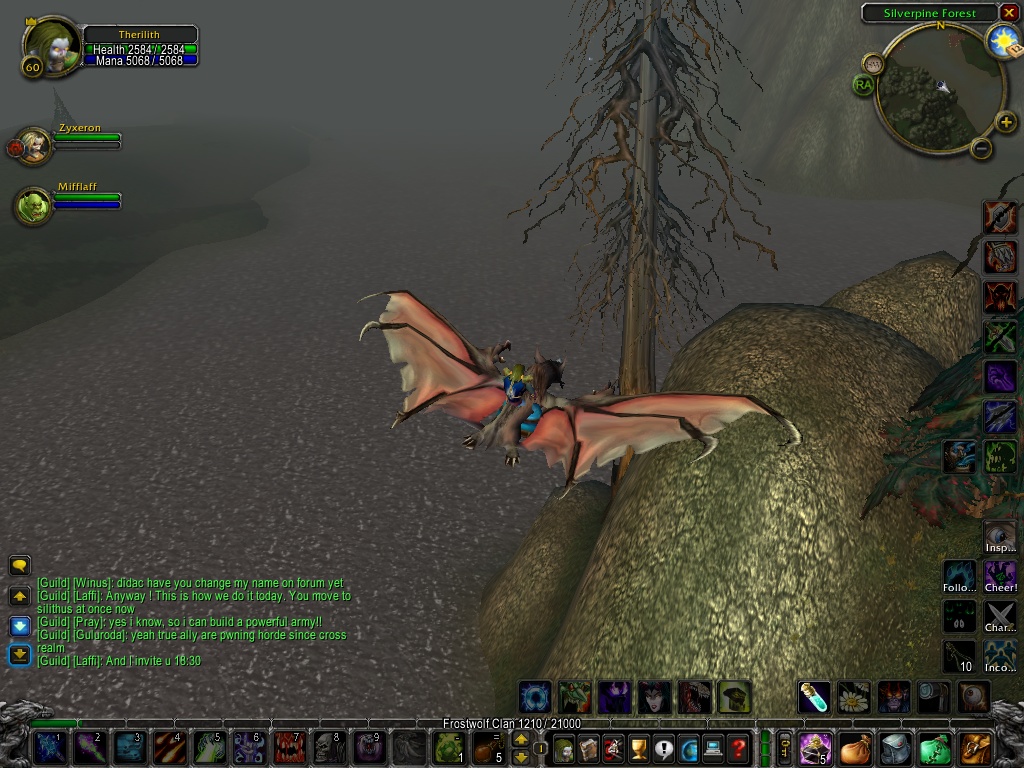 Therilith
Health 2584 / 2584
Mana 5068 / 5068
60
Zyxeron
Mifflaff
Silverpine Forest
N
RA
Insp...
Follo...
Cheer!
Char...
10
Inco...
[Guild] [Winus]: didac have you change my name on forum yet
[Guild] [Laffi]: Anyway ! This is how we do it today. You move to
silithus at once now
[Guild] [Pray]: yes i know, so i can build a powerful army!!
[Guild] [Guldroda]: yeah true ally are pwning horde since cross
realm
[Guild] [Laffi]: And I invite u 18:30
Frostwolf Clan 1210 / 21000
1 2 3 4 5 6 7 8 9 = 1 5 1 5